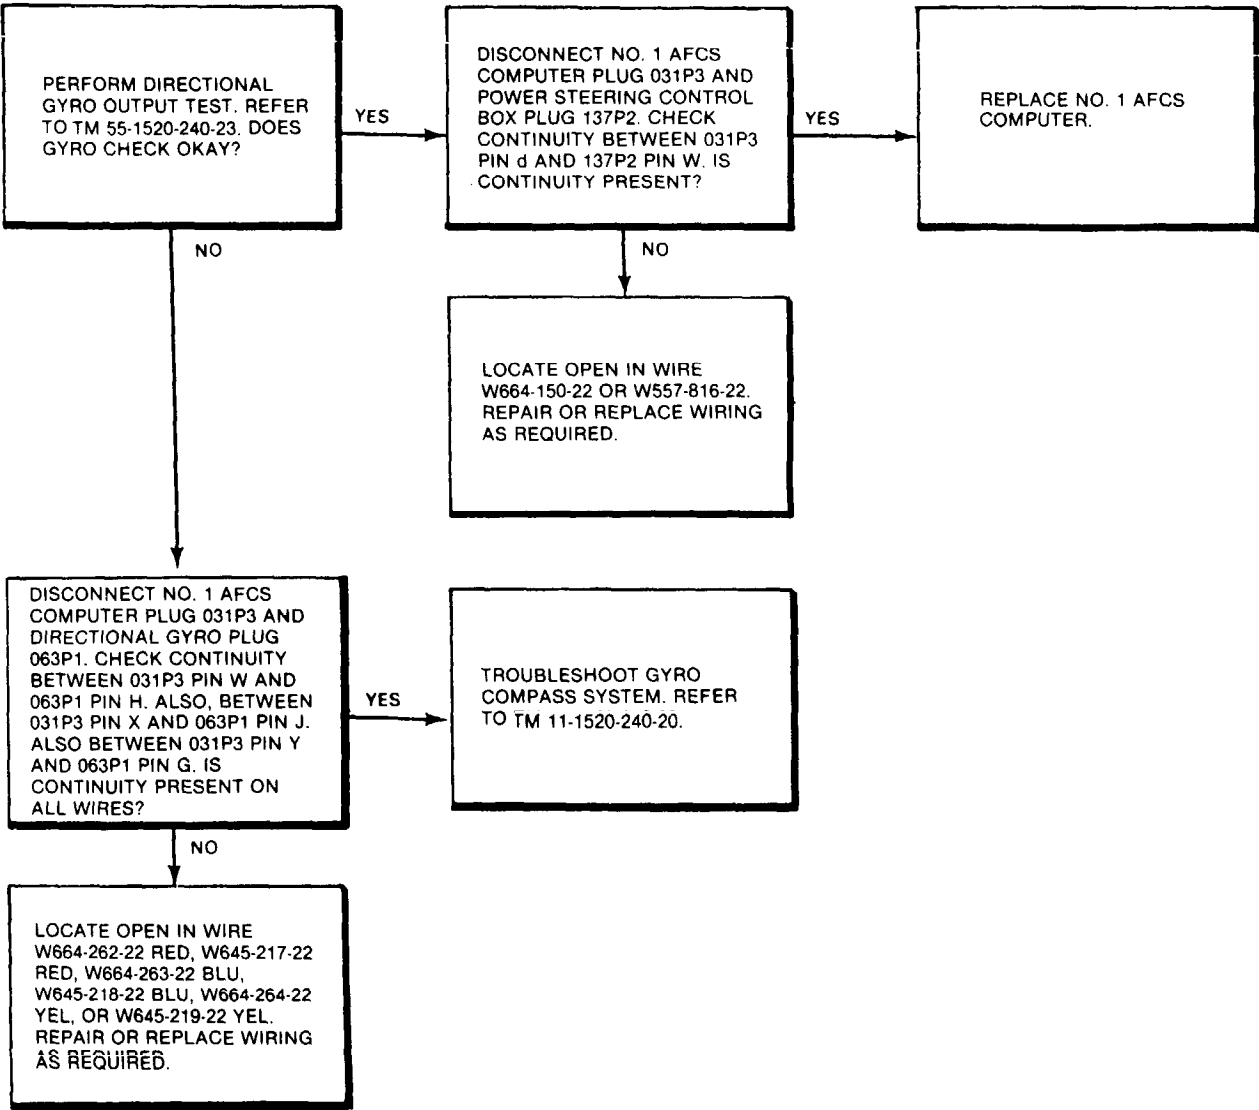 PERFORM DIRECTIONAL
GYRO OUTPUT TEST. REFER
TO TM 55-1520-240-23. DOES
GYRO CHECK OKAY?
YES
DISCONNECT NO. 1 AFCS
COMPUTER PLUG 031P3 AND
POWER STEERING CONTROL
BOX PLUG 137P2. CHECK
CONTINUITY BETWEEN 031P3
PIN d AND 137P2 PIN W. IS
CONTINUITY PRESENT?
YES
REPLACE NO. 1 AFCS
COMPUTER.
NO
NO
LOCATE OPEN IN WIRE
W664-150-22 OR W557-816-22.
REPAIR OR REPLACE WIRING
AS REQUIRED.
DISCONNECT NO. 1 AFCS
COMPUTER PLUG 031P3 AND
DIRECTIONAL GYRO PLUG
063P1. CHECK CONTINUITY
BETWEEN 031P3 PIN W AND
063P1 PIN H. ALSO, BETWEEN
031P3 PIN X AND 063P1 PIN J.
ALSO BETWEEN 031P3 PIN Y
AND 063P1 PIN G. IS
CONTINUITY PRESENT ON
ALL WIRES?
YES
TROUBLESHOOT GYRO
COMPASS SYSTEM. REFER
TO TM 11-1520-240-20.
NO
LOCATE OPEN IN WIRE
W664-262-22 RED, W645-217-22
RED, W664-263-22 BLU,
W645-218-22 BLU, W664-264-22
YEL, OR W645-219-22 YEL.
REPAIR OR REPLACE WIRING
AS REQUIRED.